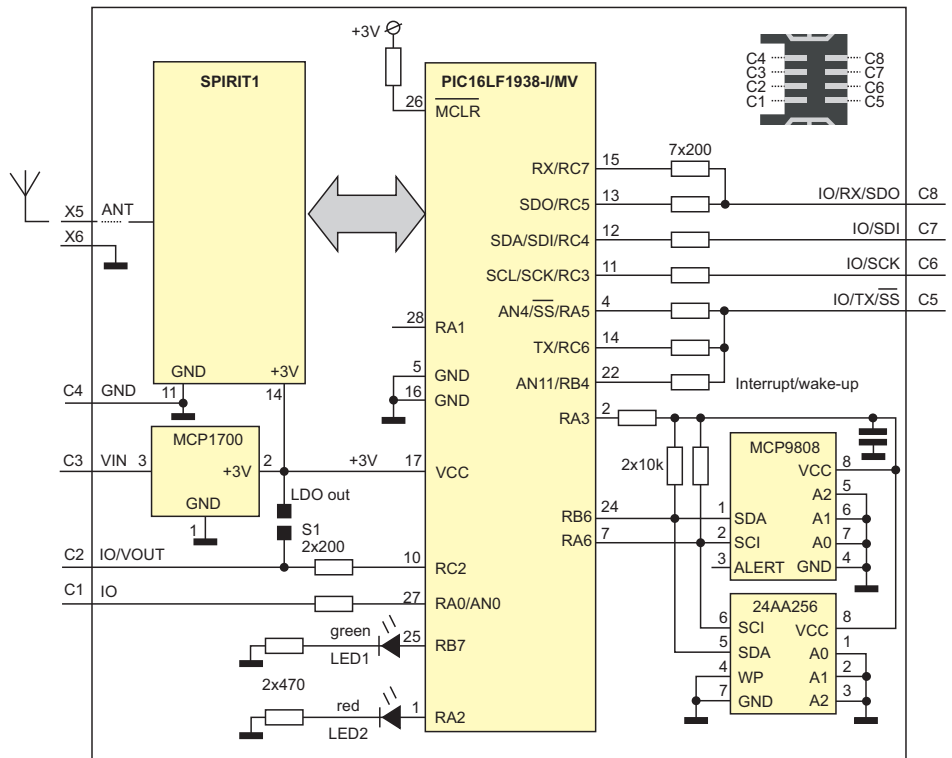 +3V
SPIRIT1
PIC16LF1938-I/MV
C4
C3
C2
C1
C8
C7
C6
C5
26
MCLR
7x200
RX/RC7
15
SDO/RC5
13
IO/RX/SDO
C8
SDA/SDI/RC4
12
IO/SDI
C7
SCL/SCK/RC3
11
IO/SCK
C6
AN4/SS/RA5
4
IO/TX/SS
C5
TX/RC6
14
AN11/RB4
22
Interrupt/wake-up
X5
ANT
X6
28
RA1
5
GND
16
GND
RA3
2
GND
+3V
11
14
C4
GND
MCP1700
C3
VIN
3
+3V
2
+3V
17
VCC
GND
1
LDO out
S1
2x200
C2
IO/VOUT
10
RC2
C1
IO
27
RA0/AN0
2x10k
RB6
24
RA6
7
MCP9808
VCC
8
A2
5
1
SDA
A1
6
2
SCI
A0
7
3
ALERT
GND
4
24AA256
6
SCI
VCC
8
5
SDA
A0
1
4
WP
A1
2
7
GND
A2
3
green
LED1
25
RB7
2x470
red
LED2
1
RA2